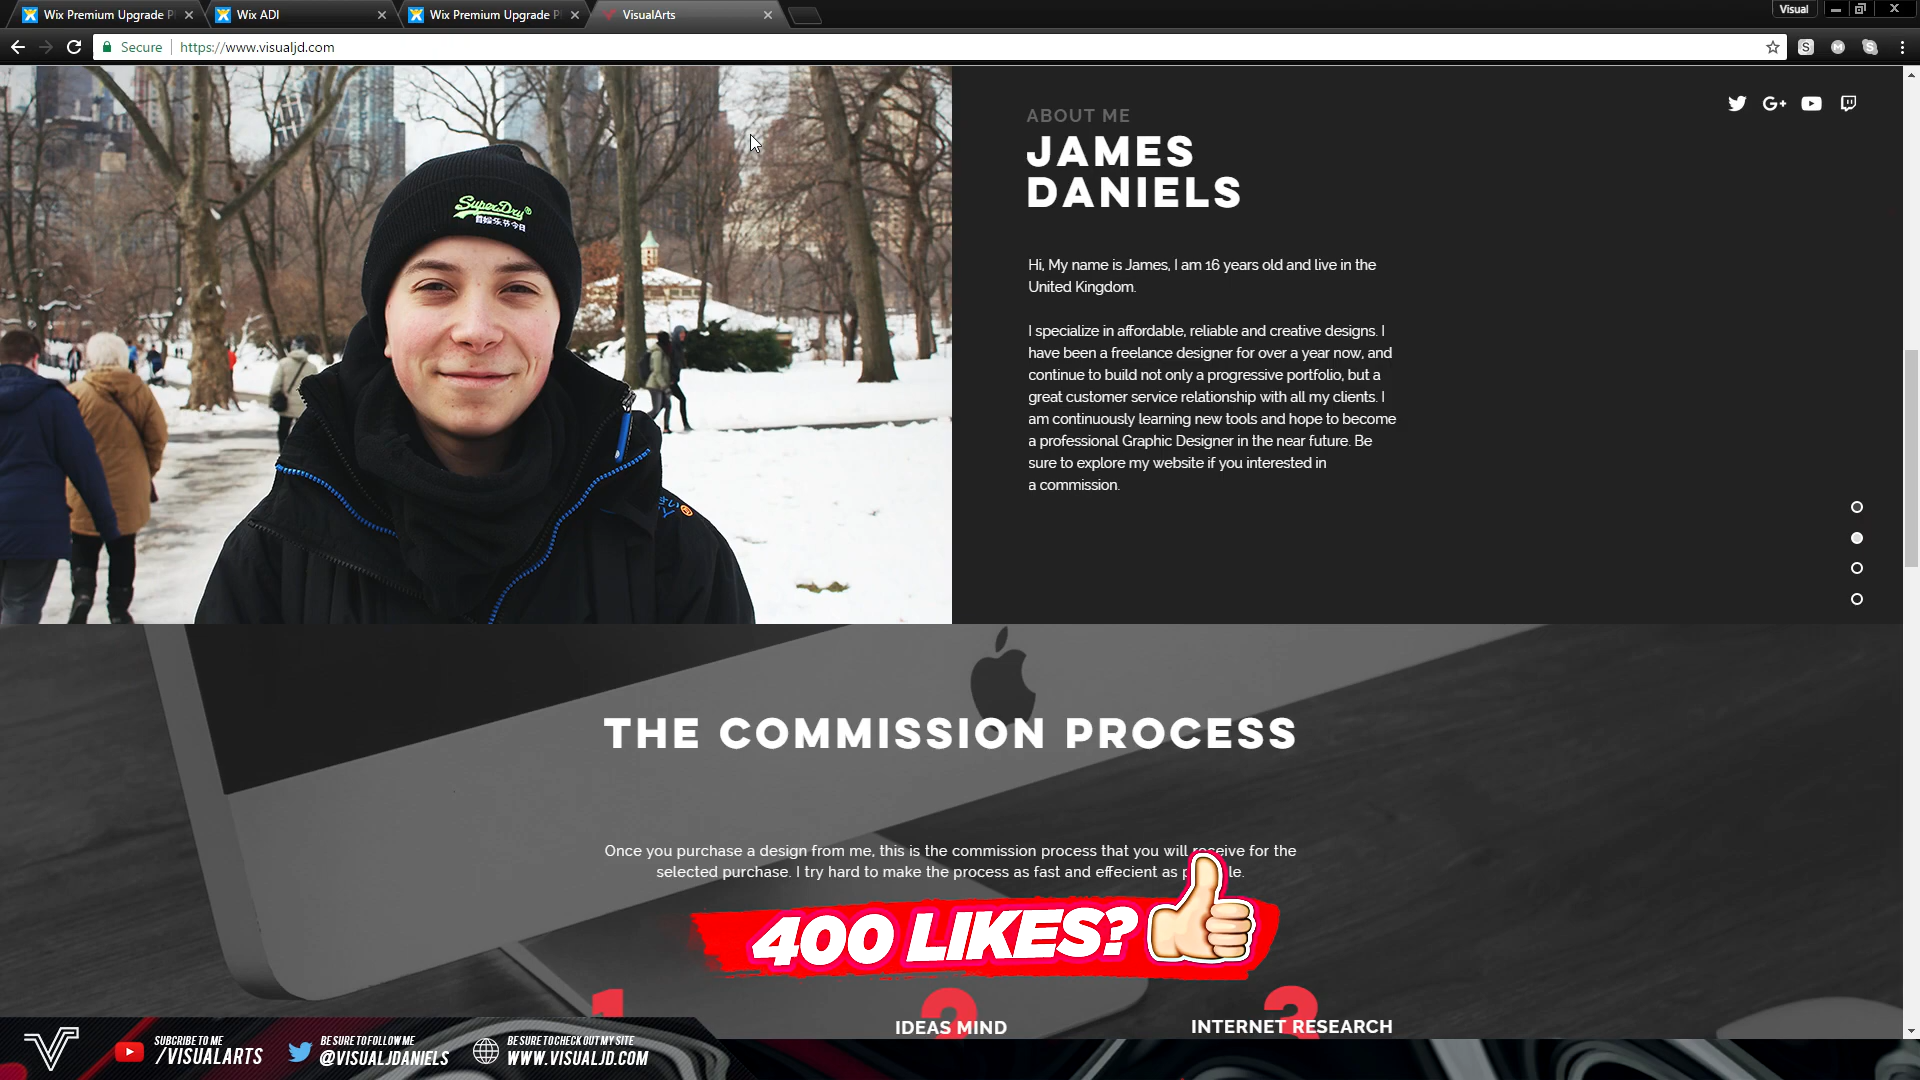 Wix Premium Upgrade P
Wix ADI
Wix Premium Upgrade P
VisualArts
Visual
Secure
https://www.visualjd.com
ABOUT ME
JAMES
DANIELS
Hi, My name is James, I am 16 years old and live in the
United Kingdom.
I specialize in affordable, reliable and creative designs. I
have been a freelance designer for over a year now, and
continue to build not only a progressive portfolio, but a
great customer service relationship with all my clients. I
am continuously learning new tools and hope to become
a professional Graphic Designer in the near future. Be
sure to explore my website if you interested in
a commission.
SuperDry®
THE COMMISSION PROCESS
Once you purchase a design from me, this is the commission process that you will receive for the
selected purchase. I try hard to make the process as fast and effecient as
400 LIKES?
1
2
3
IDEAS MIND
INTERNET RESEARCH
SUBCRIBE TO ME
/VISUALARTS
BE SURE TO FOLLOW ME
@VISUALJDANIELS
BE SURE TO CHECK OUT MY SITE
WWW.VISUALJD.COM